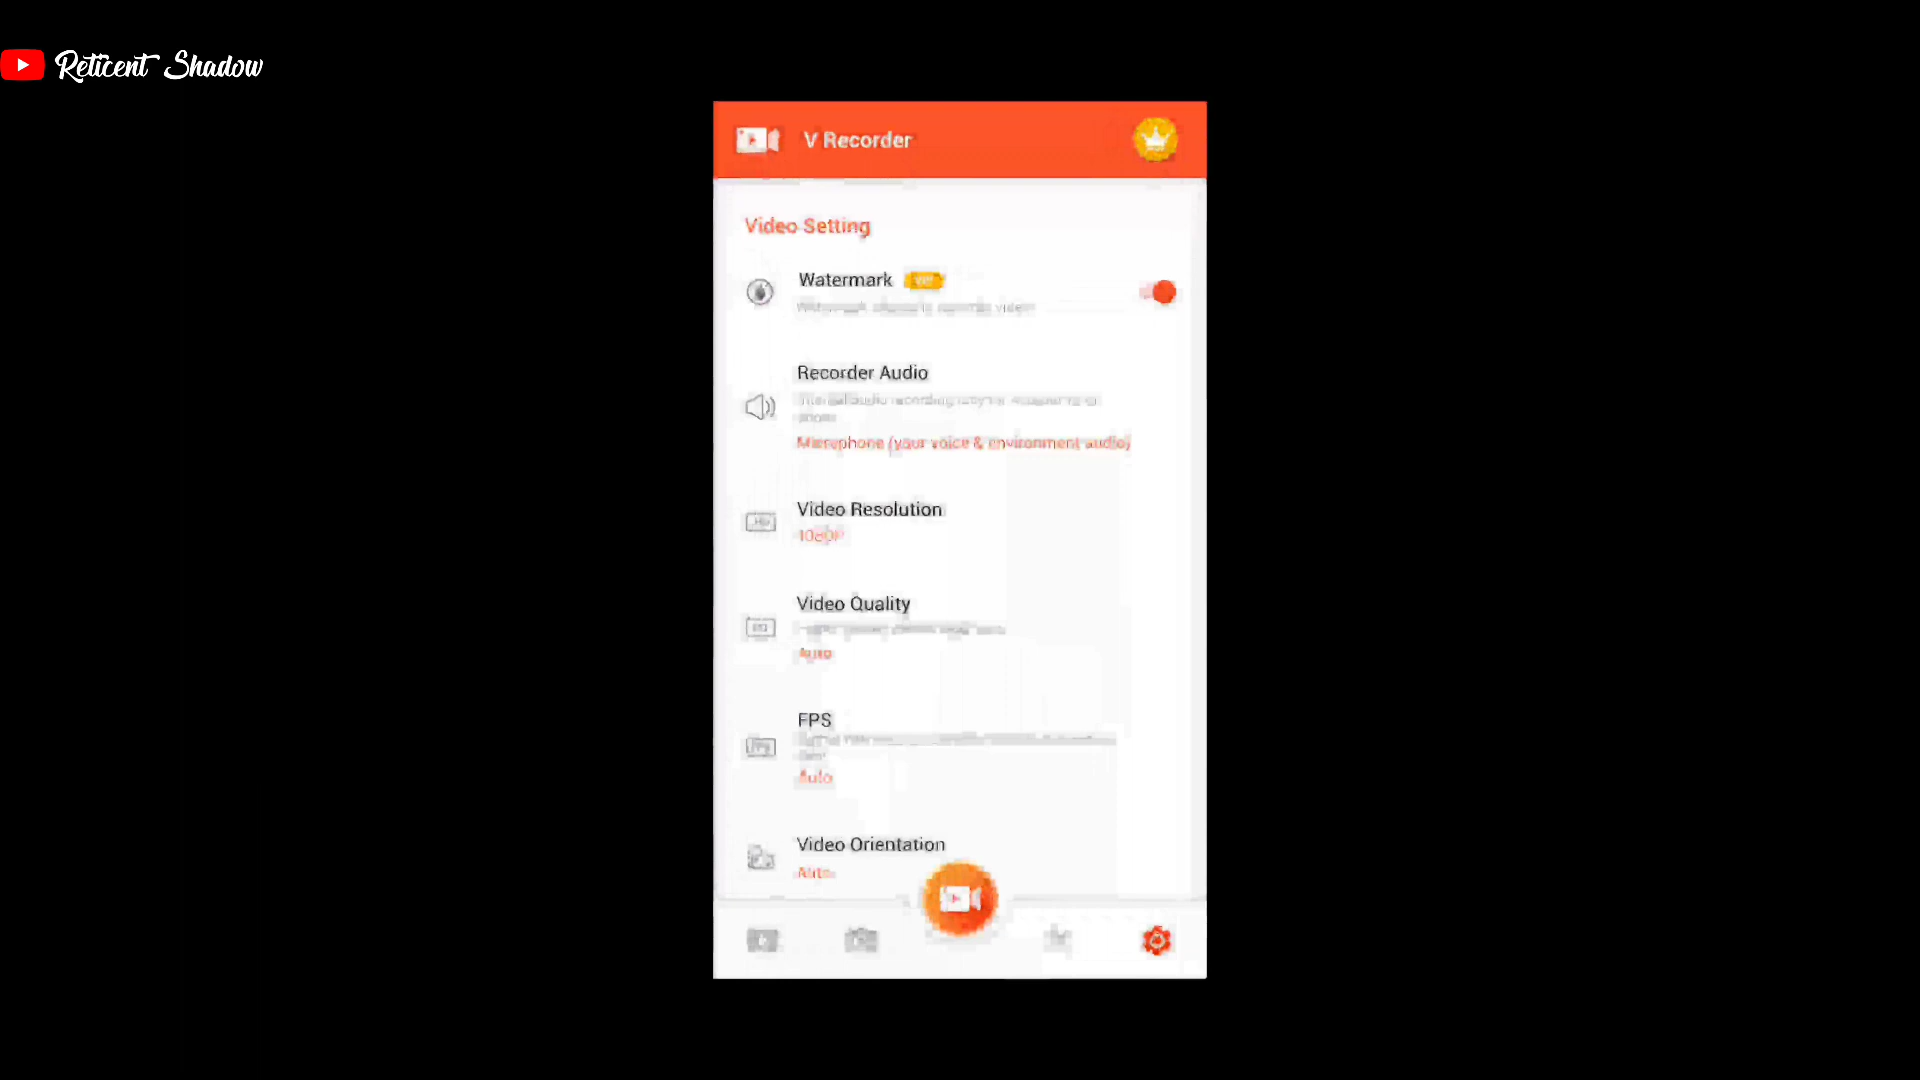 Reticent Shadow
V Recorder
Video Setting
Watermark
Recorder Audio
Microphone (your voice & environment audio)
Video Resolution
1080P
Video Quality
Auto
FPS
Auto
Video Orientation
Auto